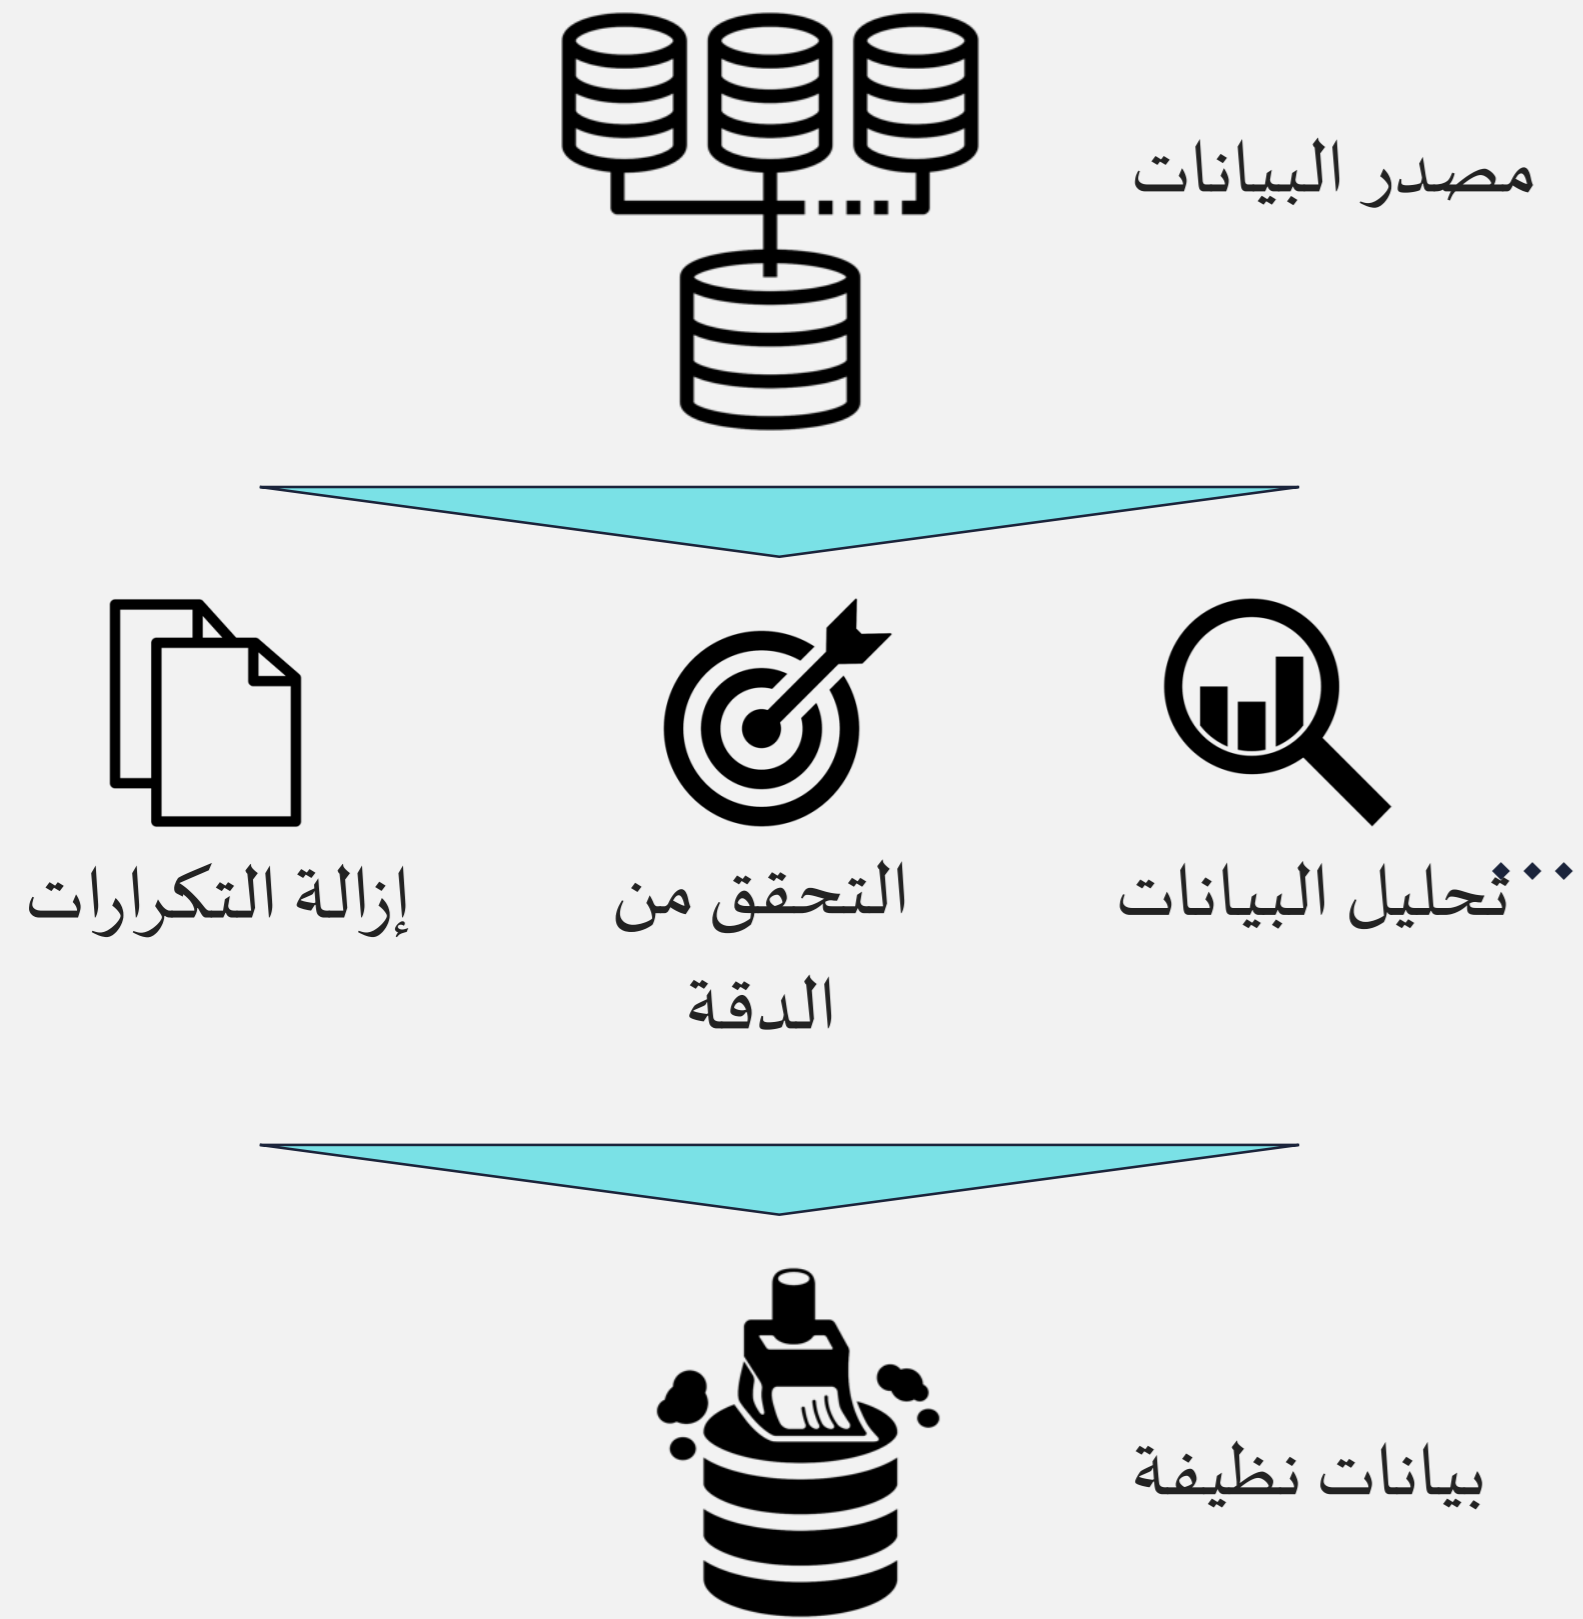 مصدر البيانات
تحليل البيانات
التحقق من
الدقة
إزالة التكرارات
بيانات نظيفة